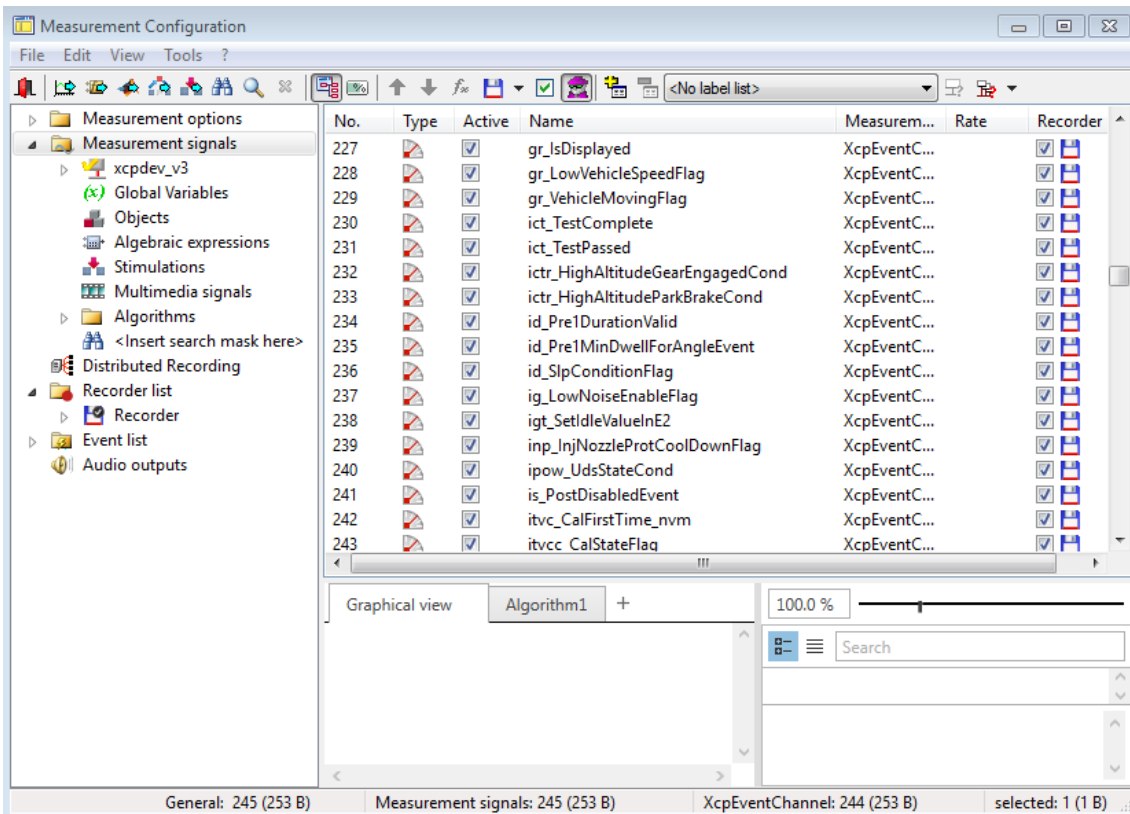 Measurement Configuration
File Edit View Tools ?
<No label list>
Measurement options
Measurement signals
xcpdev_v3
(x) Global Variables
Objects
Algebraic expressions
Stimulations
Multimedia signals
Algorithms
<Insert search mask here>
Distributed Recording
Recorder list
Recorder
Event list
Audio outputs
No. Type Active Name Measurem... Rate Recorder
227 gr_IsDisplayed XcpEventC...
228 gr_LowVehicleSpeedFlag XcpEventC...
229 gr_VehicleMovingFlag XcpEventC...
230 ict_TestComplete XcpEventC...
231 ict_TestPassed XcpEventC...
232 ictr_HighAltitudeGearEngagedCond XcpEventC...
233 ictr_HighAltitudeParkBrakeCond XcpEventC...
234 id_Pre1DurationValid XcpEventC...
235 id_Pre1MinDwellForAngleEvent XcpEventC...
236 id_SlpConditionFlag XcpEventC...
237 ig_LowNoiseEnableFlag XcpEventC...
238 igt_SetIdleValueInE2 XcpEventC...
239 inp_InjNozzleProtCoolDownFlag XcpEventC...
240 ipow_UdsStateCond XcpEventC...
241 is_PostDisabledEvent XcpEventC...
242 itvc_CalFirstTime_nvm XcpEventC...
243 itvcc_CalStateFlag XcpEventC...
Graphical view Algorithm1 +
100.0 %
Search
General: 245 (253 B) Measurement signals: 245 (253 B) XcpEventChannel: 244 (253 B) selected: 1 (1 B)